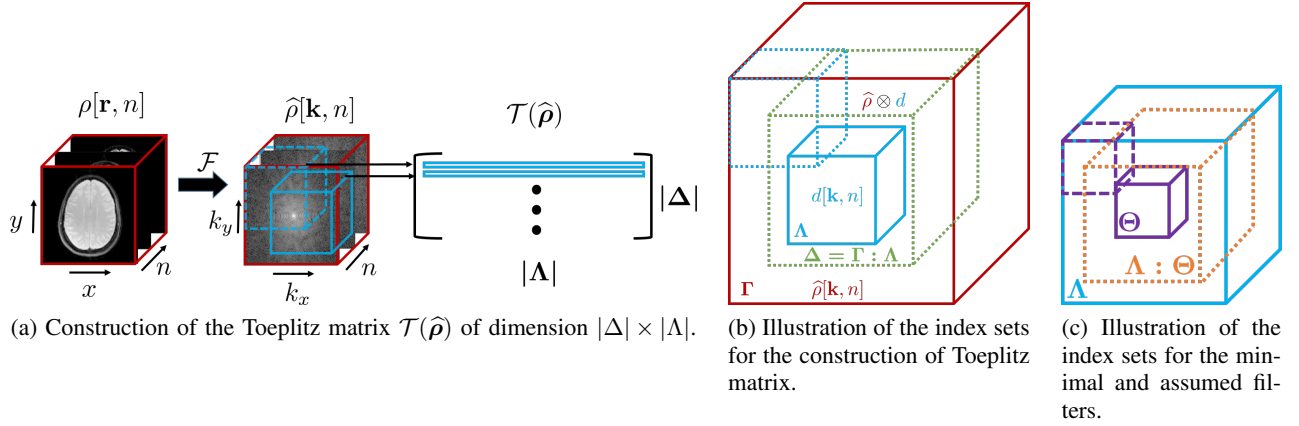 ρ[r, n]
y
x
n
ℱ
ρ̂[k, n]
k_y
k_x
n
𝒯(ρ̂)
|Δ|
|Λ|
(a) Construction of the Toeplitz matrix 𝒯(ρ̂) of dimension |Δ| × |Λ|.
ρ̂ ⊗ d
d[k, n]
Λ
Δ = Γ : Λ
Γ
ρ̂[k, n]
(b) Illustration of the index sets
for the construction of Toeplitz
matrix.
Θ
Λ : Θ
Λ
(c) Illustration of the
index sets for the min-
imal and assumed fil-
ters.